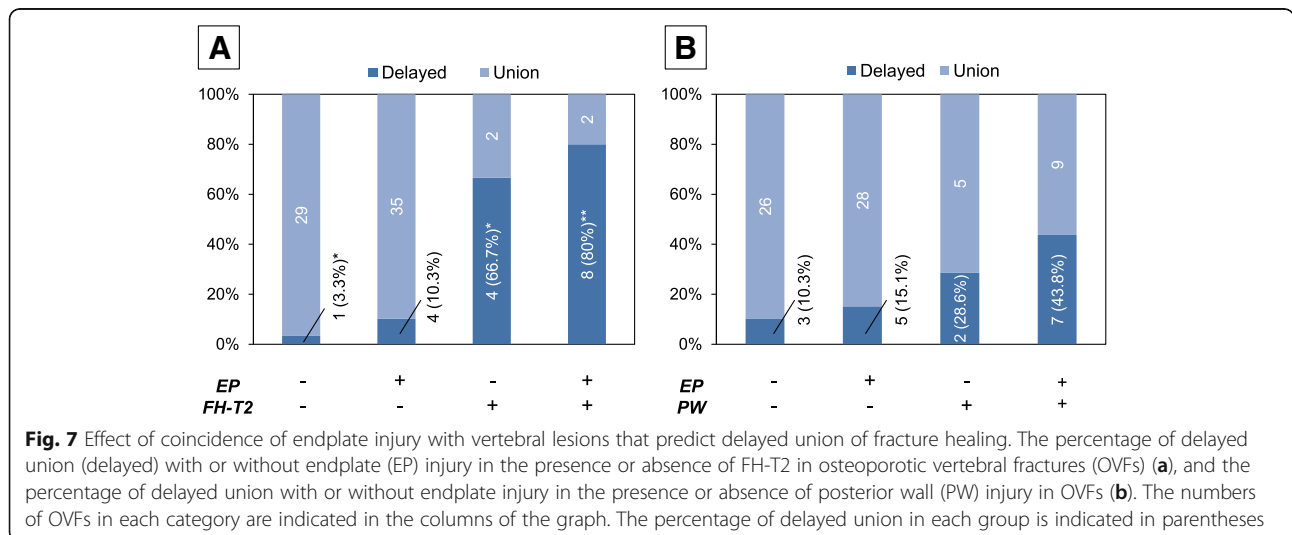 A
B
Delayed Union
Delayed Union
100%
80%
60%
40%
20%
0%
29
1 (3.3%)*
35
4 (10.3%)
2
4 (66.7%)*
2
8 (80%)**
EP - + - +
FH-T2 - - + +
100%
80%
60%
40%
20%
0%
26
3 (10.3%)
28
5 (15.1%)
5
2 (28.6%)
9
7 (43.8%)
EP - + - +
PW - - + +
Fig. 7 Effect of coincidence of endplate injury with vertebral lesions that predict delayed union of fracture healing. The percentage of delayed
union (delayed) with or without endplate (EP) injury in the presence or absence of FH-T2 in osteoporotic vertebral fractures (OVFs) (a), and the
percentage of delayed union with or without endplate injury in the presence or absence of posterior wall (PW) injury in OVFs (b). The numbers
of OVFs in each category are indicated in the columns of the graph. The percentage of delayed union in each group is indicated in parentheses